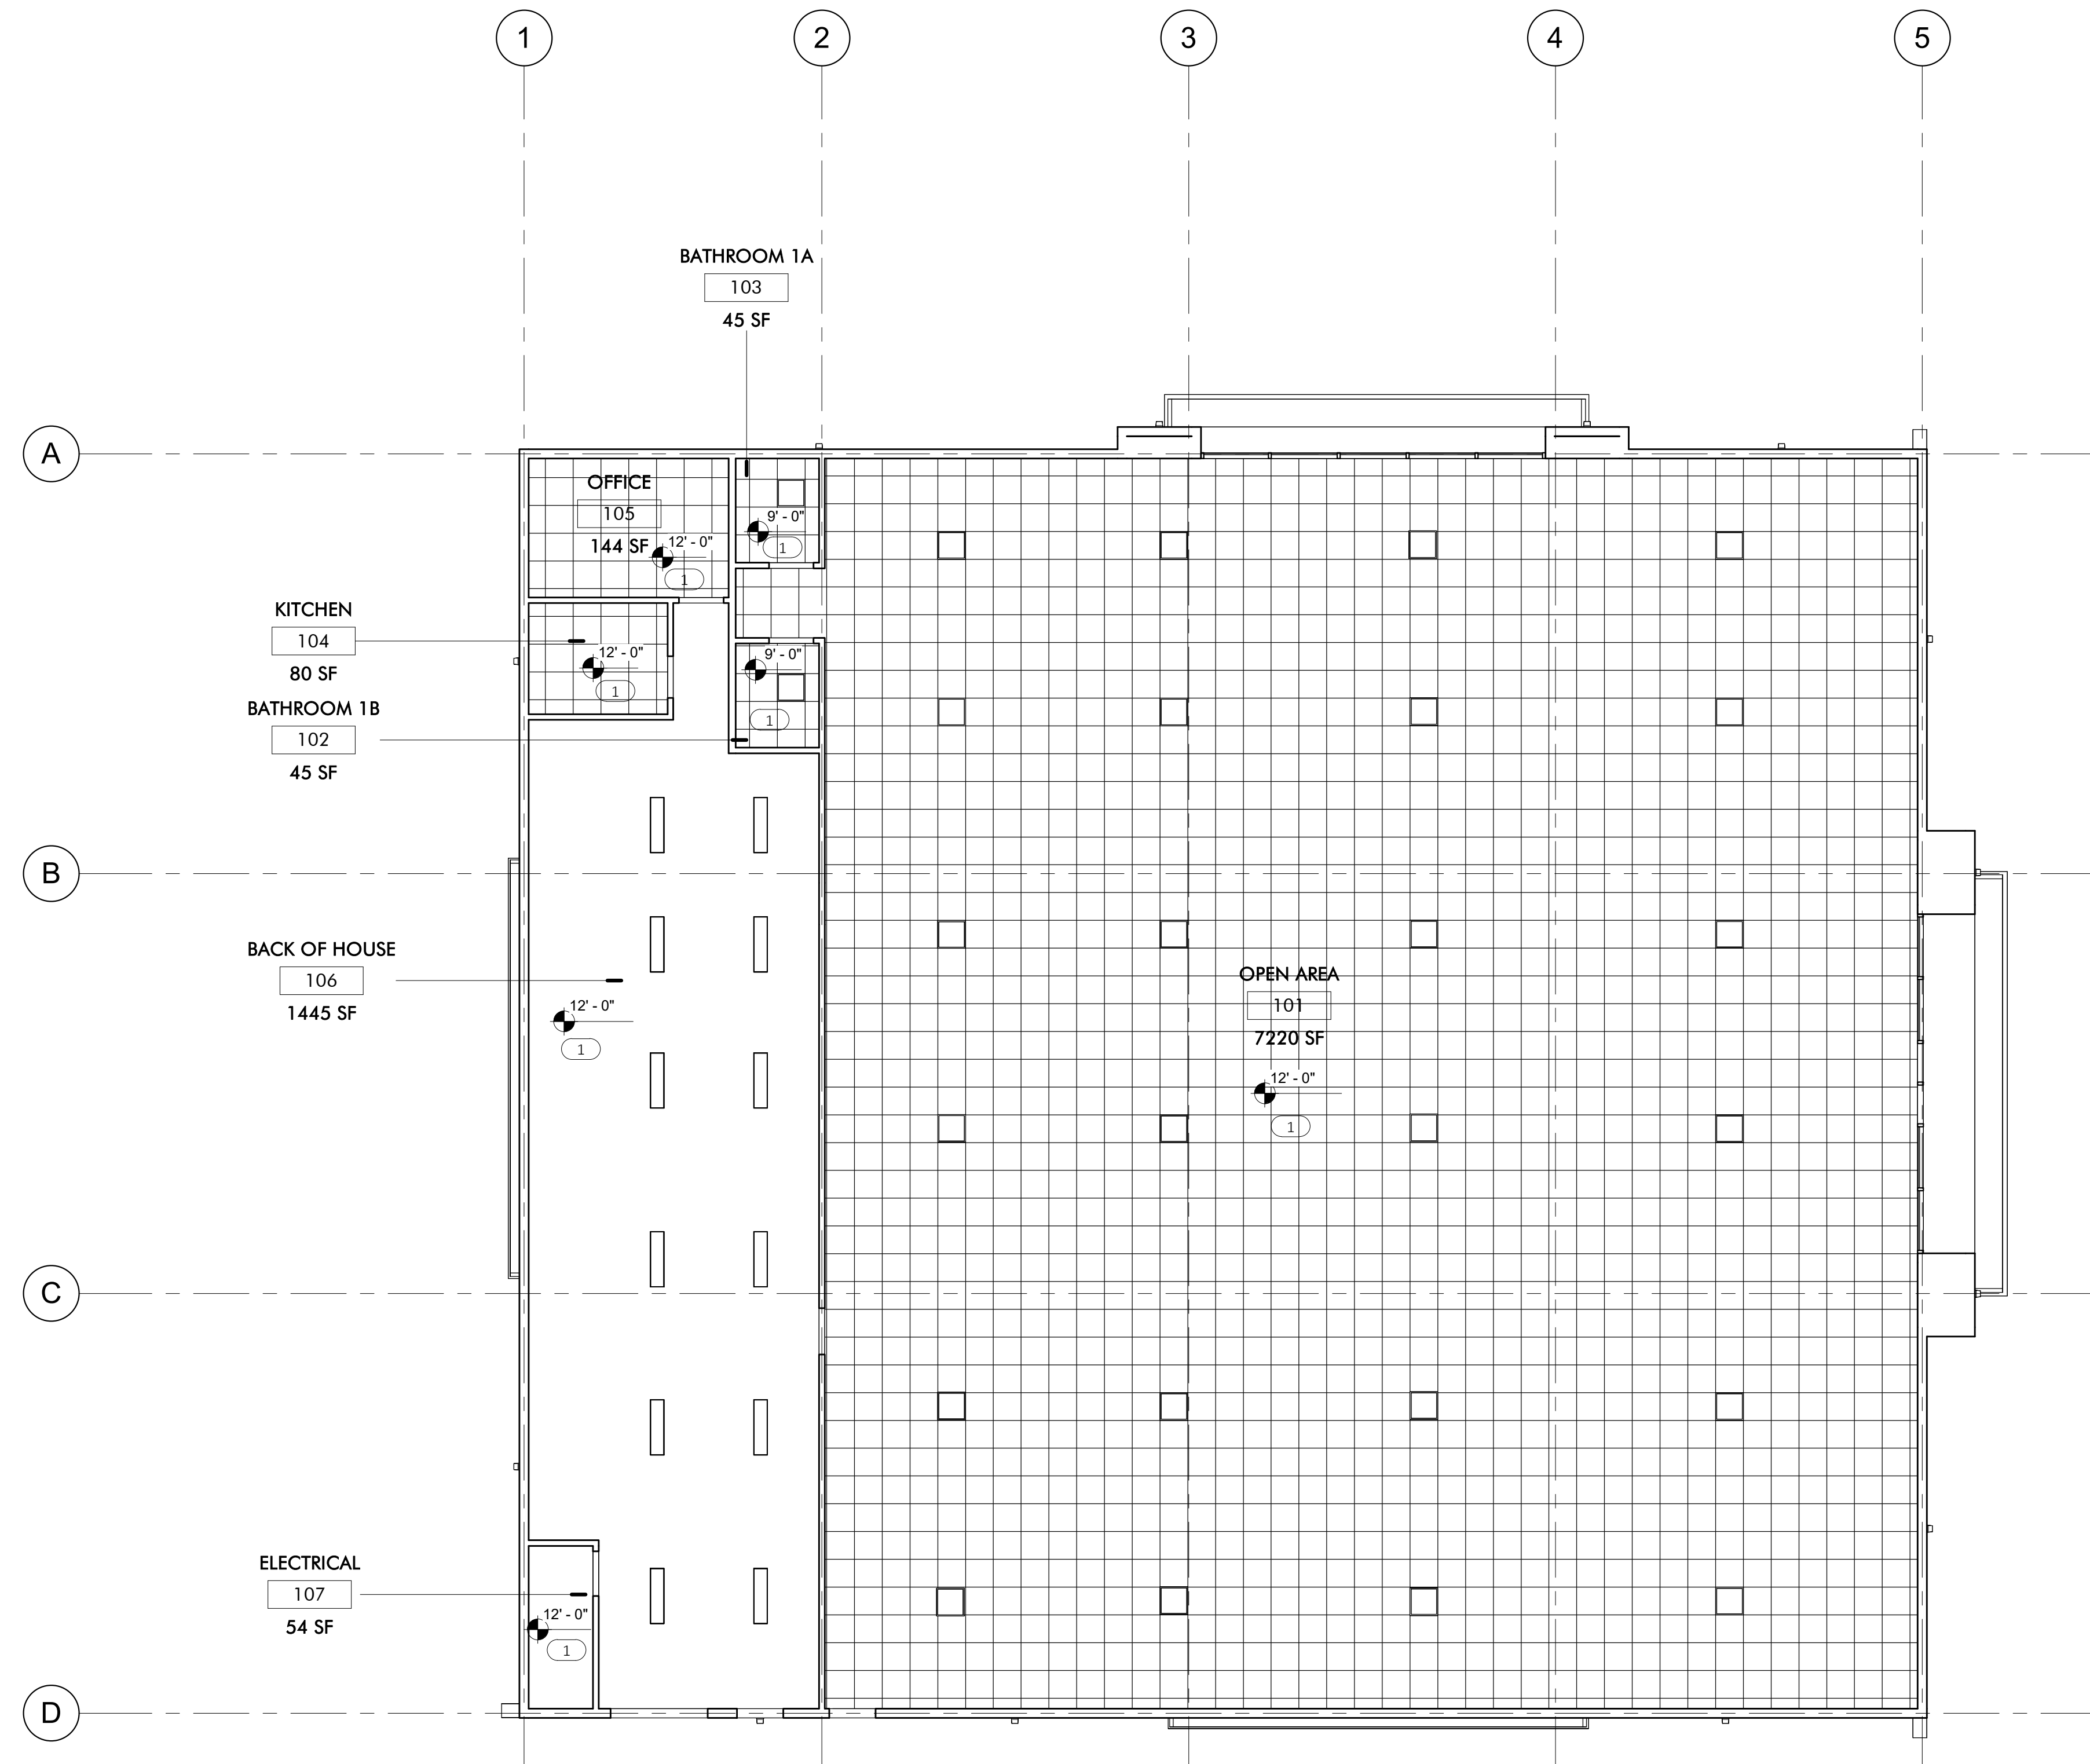 1
2
3
4
5
BATHROOM 1A
103
45 SF
A
OFFICE
105
144 SF
12' - 0"
1
9' - 0"
1
KITCHEN
104
80 SF
12' - 0"
1
9' - 0"
1
BATHROOM 1B
102
45 SF
B
BACK OF HOUSE
106
1445 SF
12' - 0"
1
OPEN AREA
101
7220 SF
12' - 0"
1
C
ELECTRICAL
107
54 SF
12' - 0"
1
D